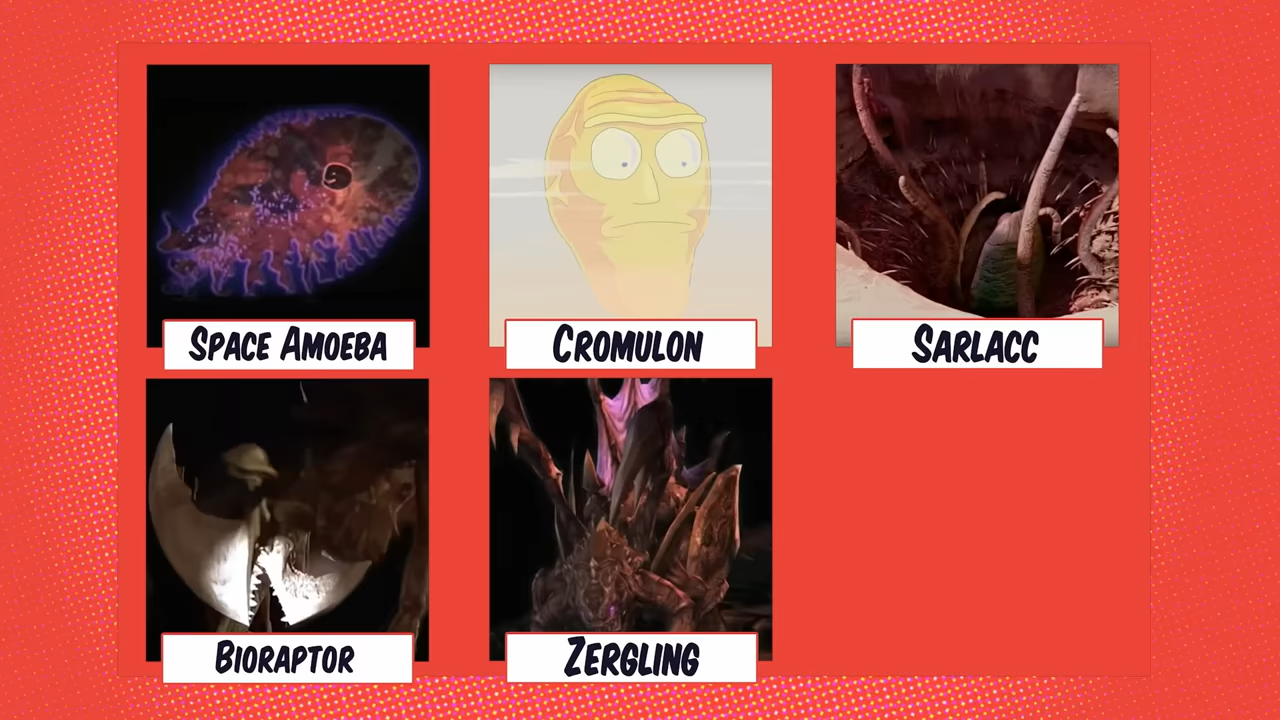 Space Amoeba
Cromulon
Sarlacc
Bioraptor
Zergling